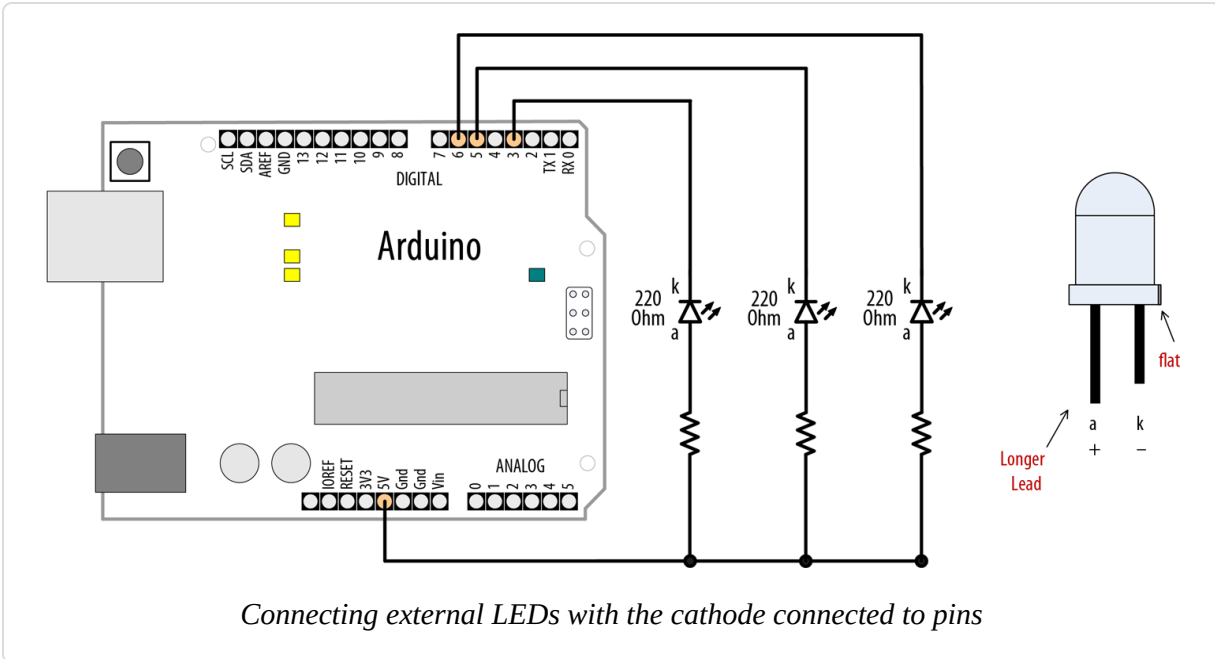 SCL
SDA
AREF
GND
13
12
11
10
9
8
7
6
5
4
3
2
TX 1
RX 0
DIGITAL
Arduino
220
Ohm
k
a
220
Ohm
k
a
220
Ohm
k
a
flat
a
k
+
–
Longer
Lead
IOREF
RESET
3V3
5V
Gnd
Gnd
Vin
ANALOG
0
1
2
3
4
5
Connecting external LEDs with the cathode connected to pins